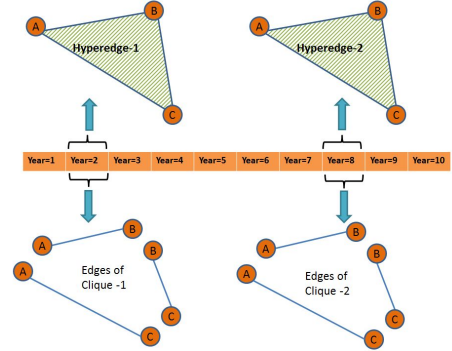 A B A B
Hyperedge-1 Hyperedge-2
C C
Year=1 Year=2 Year=3 Year=4 Year=5 Year=6 Year=7 Year=8 Year=9 Year=10
A B B A B B
A Edges of A Edges of
Clique -1 Clique -2
C C
C C